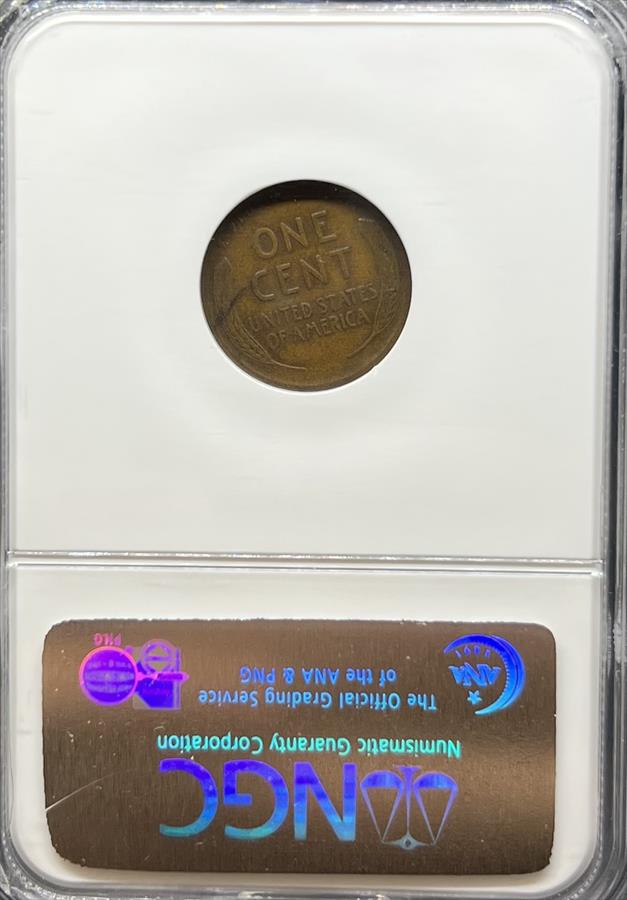 ONE
CENT
UNITED STATES
OF AMERICA
NGC
Numismatic Guaranty Corporation
The Official Grading Service
of the ANA & PNG
ANA
1891
PNG